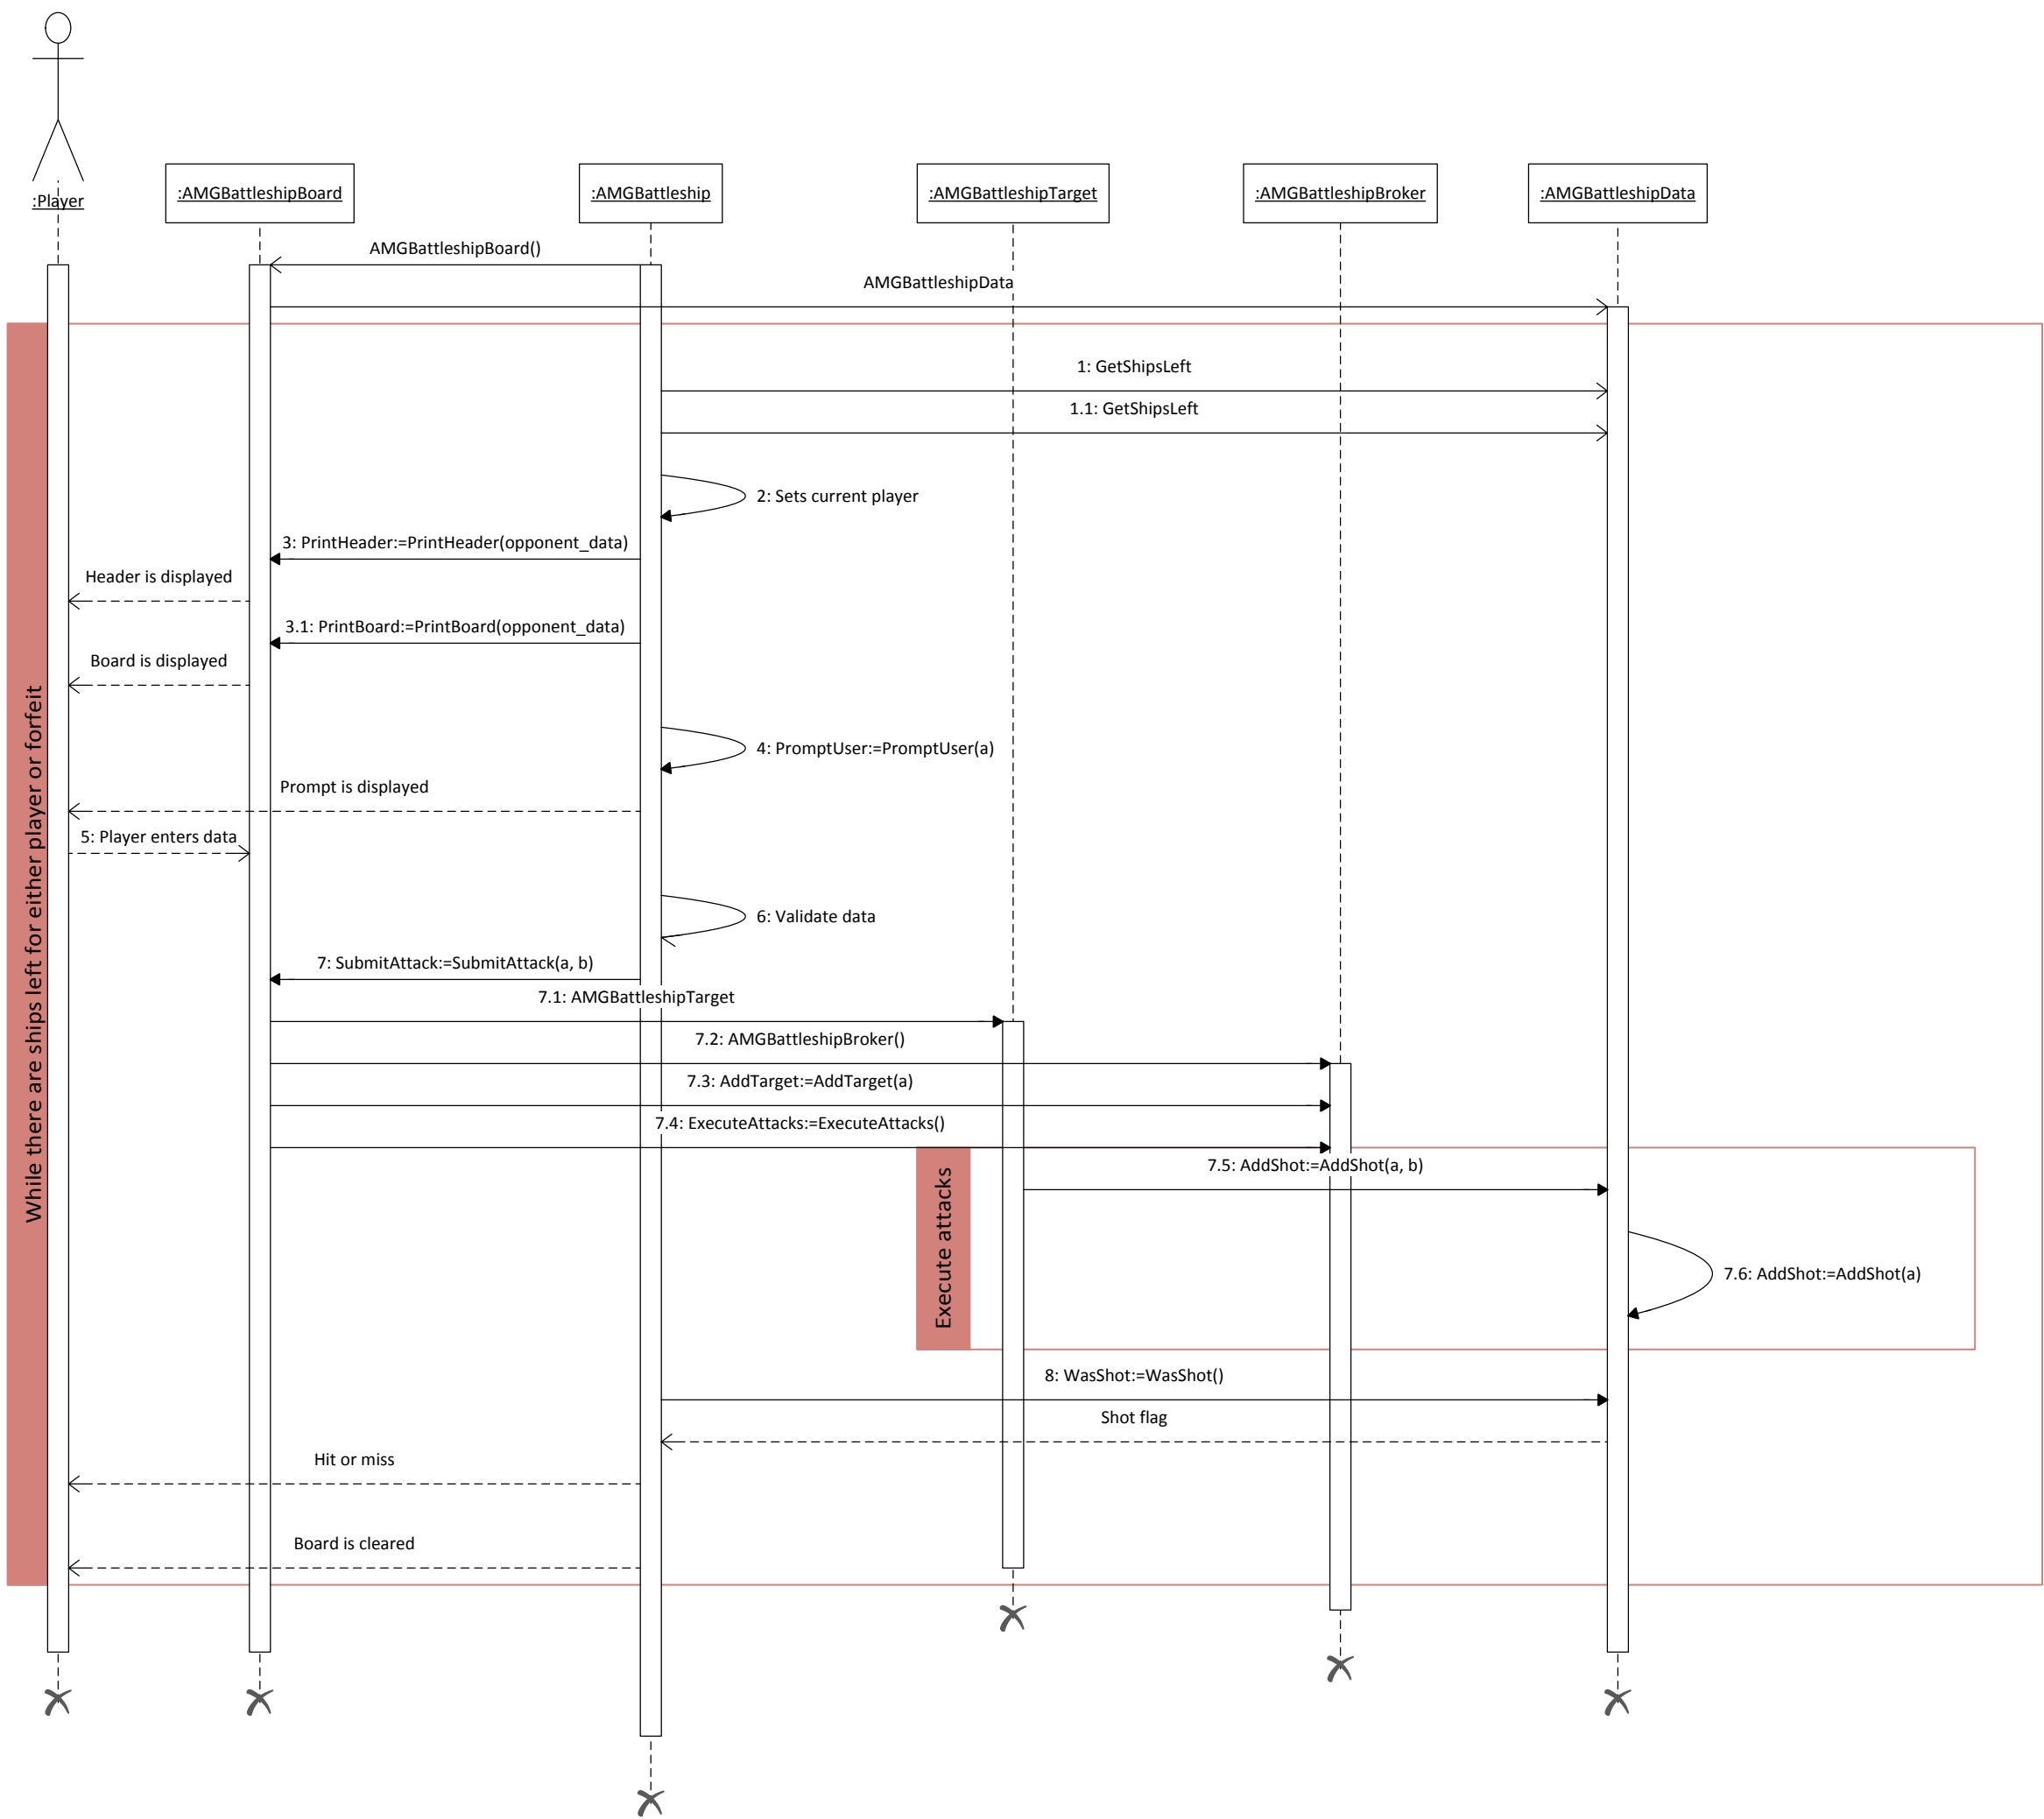 :Player
:AMGBattleshipBoard
:AMGBattleship
:AMGBattleshipTarget
:AMGBattleshipBroker
:AMGBattleshipData
AMGBattleshipBoard()
AMGBattleshipData
While there are ships left for either player or forfeit
1: GetShipsLeft
1.1: GetShipsLeft
2: Sets current player
3: PrintHeader:=PrintHeader(opponent_data)
Header is displayed
3.1: PrintBoard:=PrintBoard(opponent_data)
Board is displayed
4: PromptUser:=PromptUser(a)
Prompt is displayed
5: Player enters data
6: Validate data
7: SubmitAttack:=SubmitAttack(a, b)
7.1: AMGBattleshipTarget
7.2: AMGBattleshipBroker()
7.3: AddTarget:=AddTarget(a)
7.4: ExecuteAttacks:=ExecuteAttacks()
Execute attacks
7.5: AddShot:=AddShot(a, b)
7.6: AddShot:=AddShot(a)
8: WasShot:=WasShot()
Shot flag
Hit or miss
Board is cleared